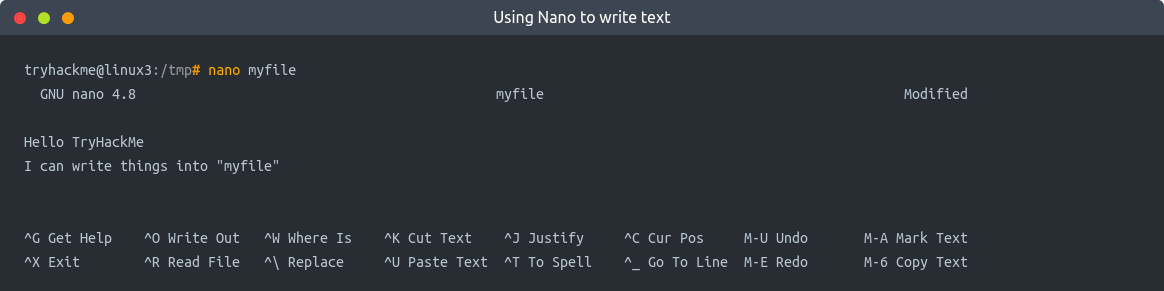 Using Nano to write text
tryhackme@linux3:/tmp# nano myfile
GNU nano 4.8 myfile Modified
Hello TryHackMe
I can write things into "myfile"
^G Get Help ^O Write Out ^W Where Is ^K Cut Text ^J Justify ^C Cur Pos M-U Undo M-A Mark Text
^X Exit ^R Read File ^\ Replace ^U Paste Text ^T To Spell ^_ Go To Line M-E Redo M-6 Copy Text